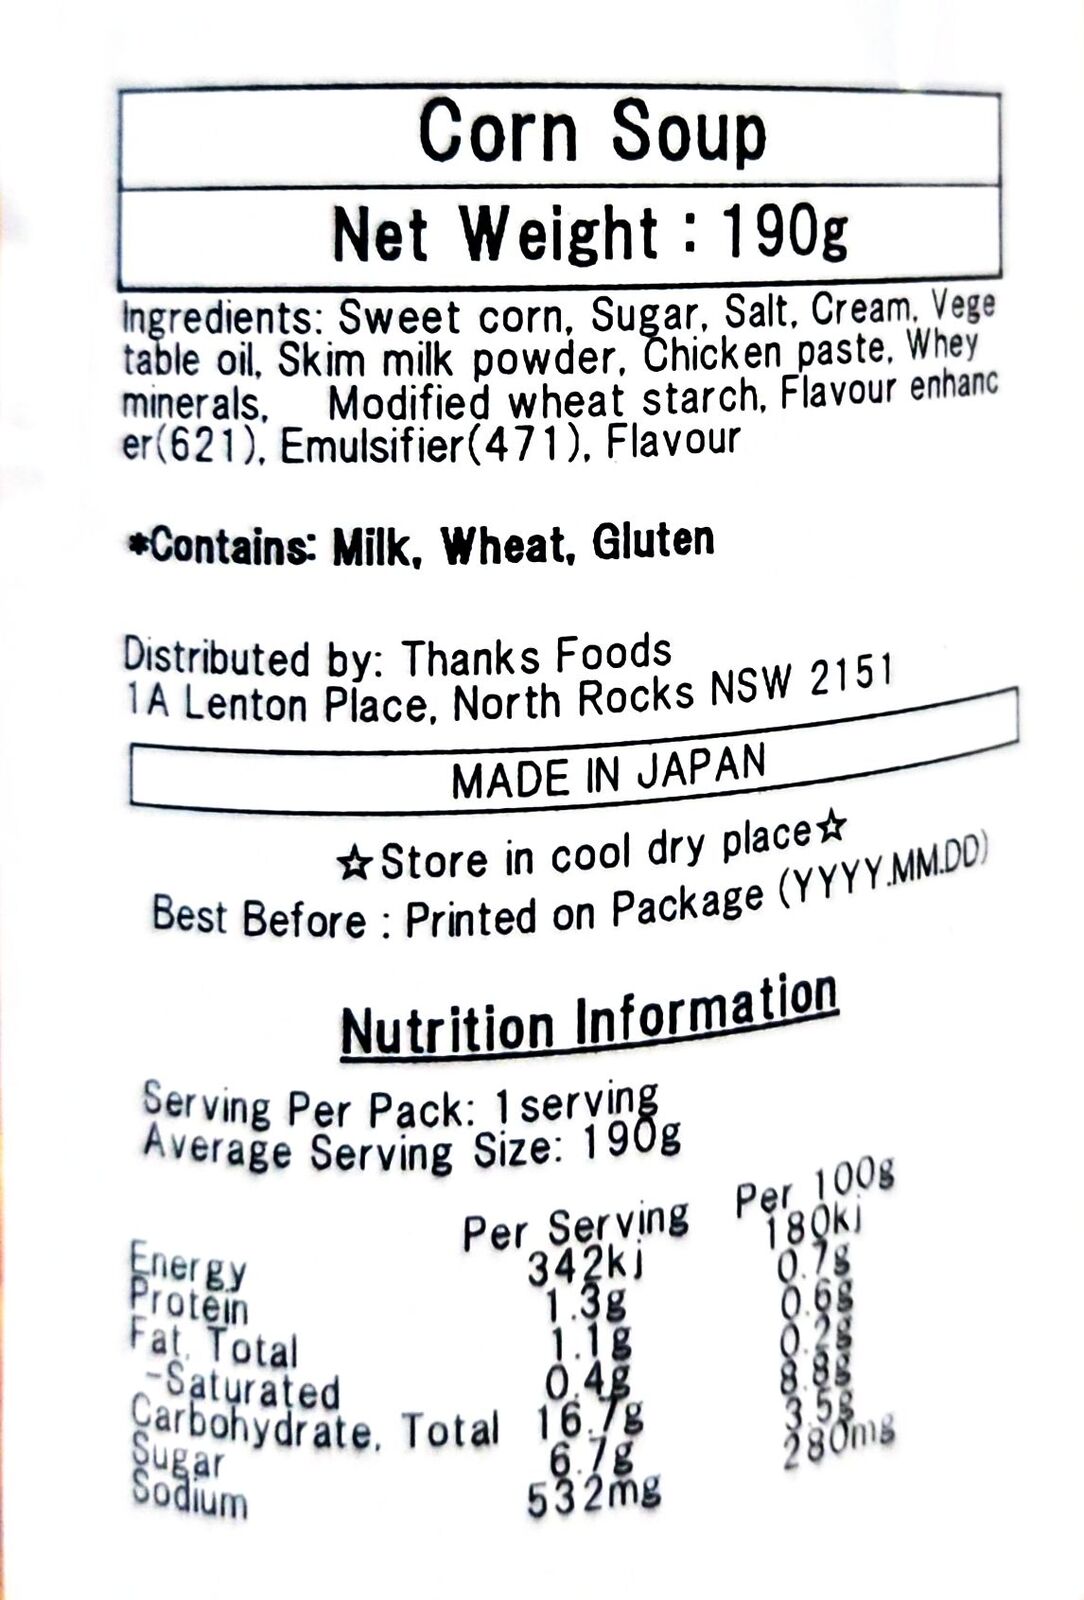 Corn Soup
Net Weight : 190g
Ingredients: Sweet corn, Sugar, Salt, Cream, Vege
table oil, Skim milk powder, Chicken paste, Whey
minerals, Modified wheat starch, Flavour enhanc
er(621), Emulsifier(471), Flavour
*Contains: Milk, Wheat, Gluten
Distributed by: Thanks Foods
1A Lenton Place, North Rocks NSW 2151
MADE IN JAPAN
☆Store in cool dry place☆
Best Before : Printed on Package (YYYY.MM.DD)
Nutrition Information
Serving Per Pack: 1serving
Average Serving Size: 190g
Per Serving Per 100g
Energy 342kj 180kj
Protein 1.3g 0.7g
Fat, Total 1.1g 0.6g
-Saturated 0.4g 0.2g
Carbohydrate, Total 16.7g 8.8g
Sugar 6.7g 3.5g
Sodium 532mg 280mg